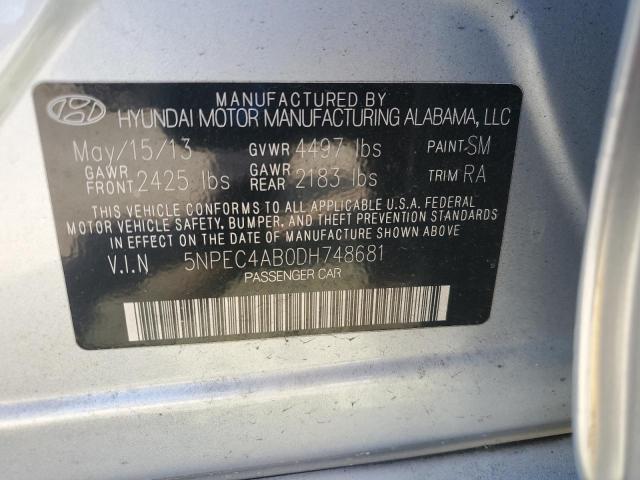 MANUFACTURED BY
HYUNDAI MOTOR MANUFACTURING ALABAMA, LLC
May/15/13 GVWR 4497 lbs PAINT SM
GAWR FRONT 2425 lbs GAWR REAR 2183 lbs TRIM RA
THIS VEHICLE CONFORMS TO ALL APPLICABLE U.S.A. FEDERAL
MOTOR VEHICLE SAFETY, BUMPER, AND THEFT PREVENTION STANDARDS
IN EFFECT ON THE DATE OF MANUFACTURE SHOWN ABOVE
V.I.N 5NPEC4AB0DH748681
PASSENGER CAR